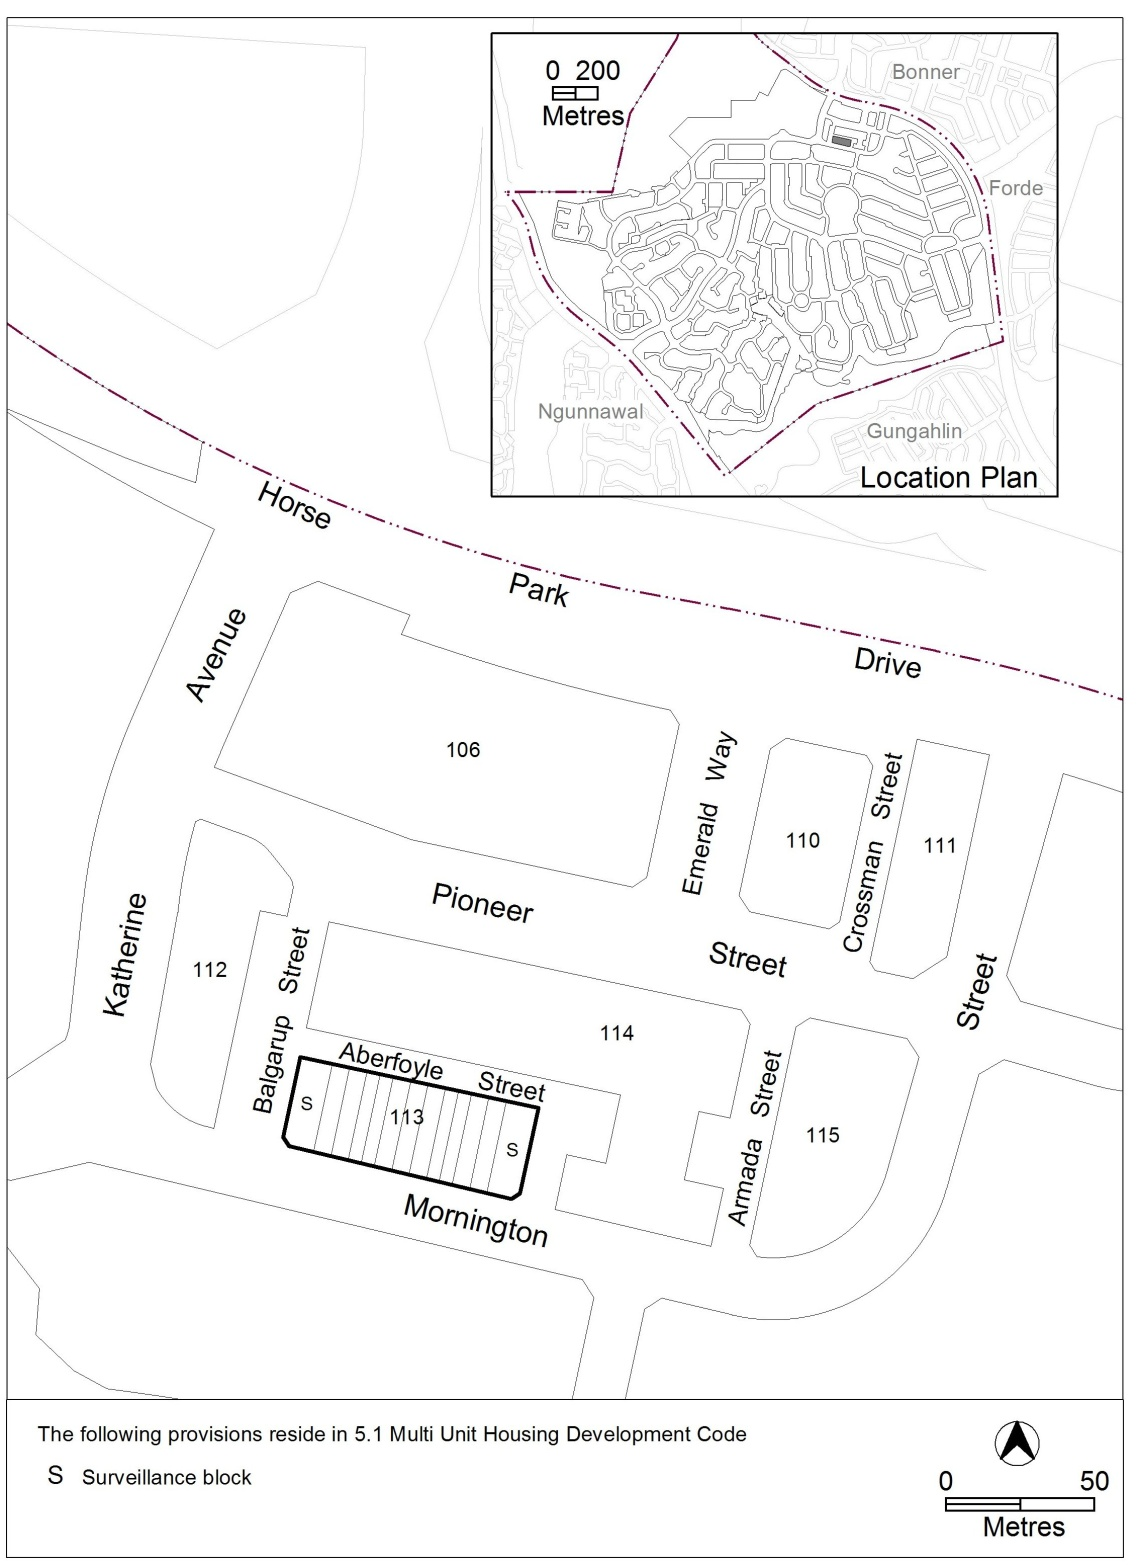 0 200
Metres
Bonner
Forde
Ngunnawal
Gungahlin
Location Plan
Horse
Park
Drive
Avenue
Katherine
106
Emerald Way
110
Crossman Street
111
Pioneer
Street
Street
112
Balgarup Street
114
Aberfoyle Street
S
113
S
Armada Street
115
Mornington
The following provisions reside in 5.1 Multi Unit Housing Development Code
S Surveillance block
0 50
Metres